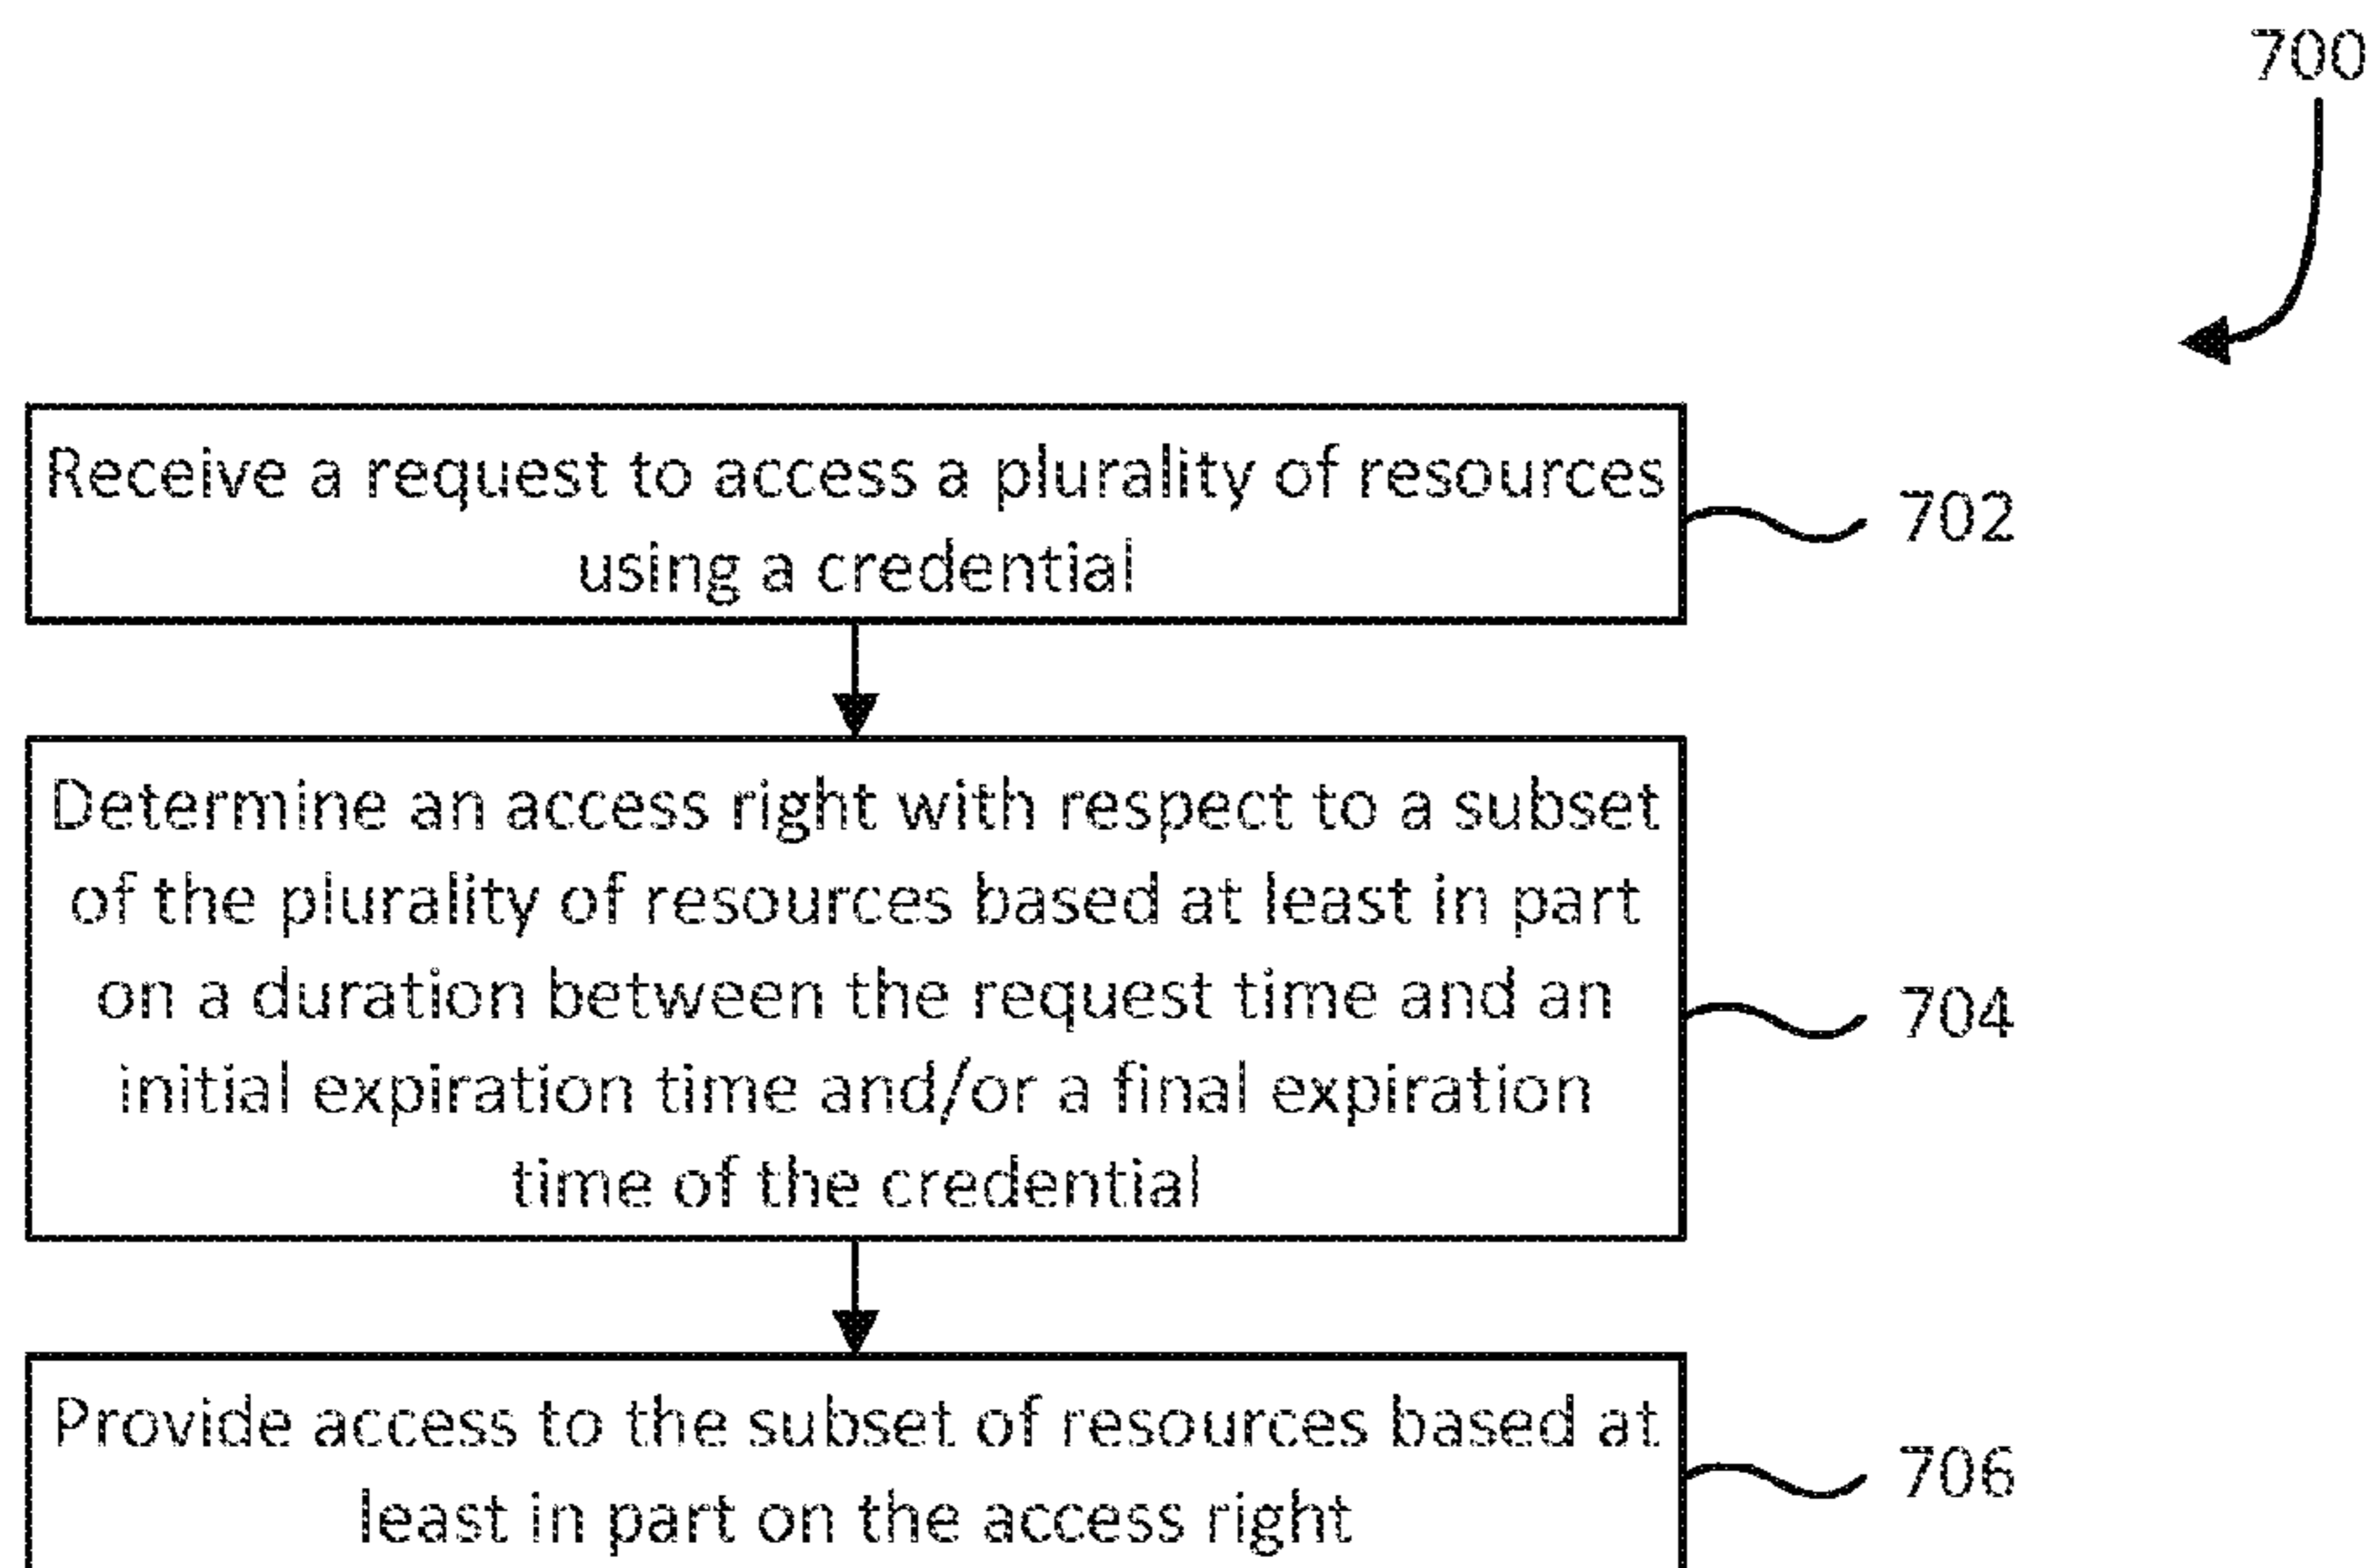 700
Receive a request to access a plurality of resources
using a credential
702
Determine an access right with respect to a subset
of the plurality of resources based at least in part
on a duration between the request time and an
initial expiration time and/or a final expiration
time of the credential
704
Provide access to the subset of resources based at
least in part on the access right
706